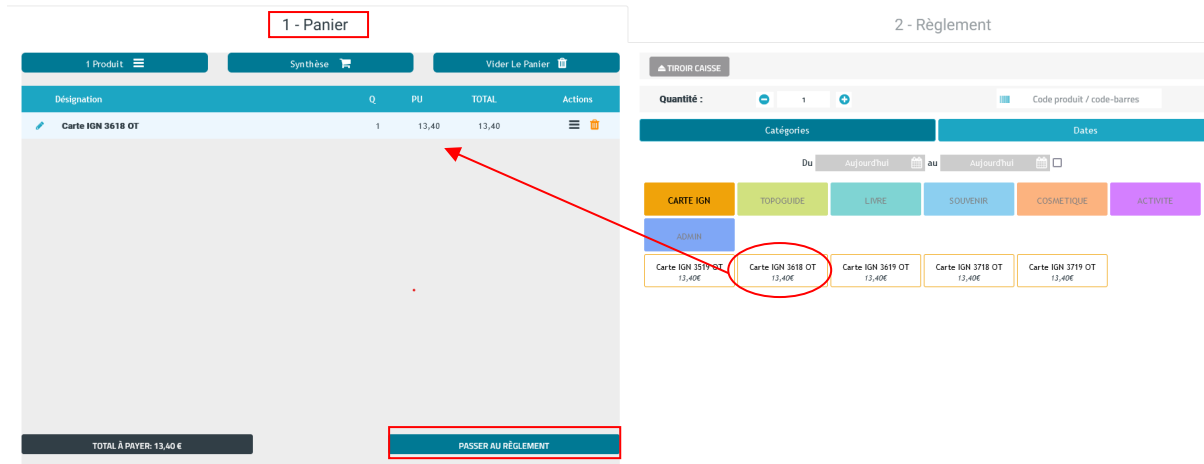 1 - Panier
2 - Règlement
1 Produit
Synthèse
Vider Le Panier
Désignation Q PU TOTAL Actions
Carte IGN 3618 OT 1 13,40 13,40
TOTAL À PAYER: 13,40 €
PASSER AU RÈGLEMENT
TIROIR CAISSE
Quantité : 1 Code produit / code-barres
Catégories Dates
Du Aujourd'hui au Aujourd'hui
CARTE IGN TOPOGUIDE LIVRE SOUVENIR COSMETIQUE ACTIVITE
ADMIN
Carte IGN 3519 OT Carte IGN 3618 OT Carte IGN 3619 OT Carte IGN 3718 OT Carte IGN 3719 OT
13,40€ 13,40€ 13,40€ 13,40€ 13,40€